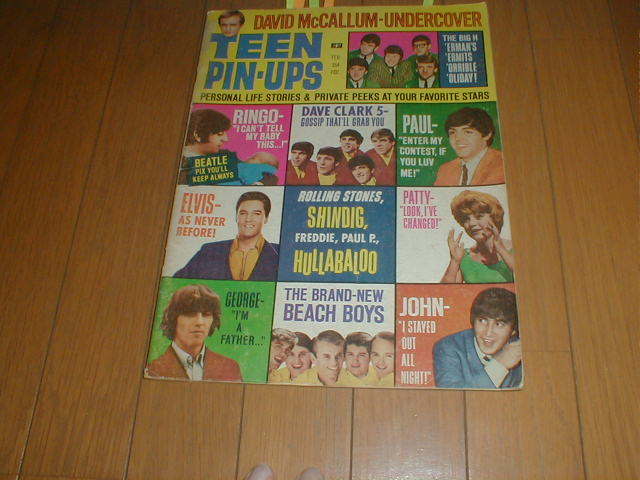 DAVID McCALLUM-UNDERCOVER
TEEN
PIN-UPS
FEB.
THE BIG H
'ERMAN'S
'ERMITS
'ORRIBLE
'OLIDAY!
PERSONAL LIFE STORIES & PRIVATE PEEKS AT YOUR FAVORITE STARS
RINGO-
"I CAN'T TELL
MY BABY
THIS...!"
BEATLE
PIX YOU'LL
KEEP ALWAYS
DAVE CLARK 5-
GOSSIP THAT'LL GRAB YOU
PAUL-
"ENTER MY
CONTEST, IF
YOU LUV
ME!"
ELVIS-
AS NEVER
BEFORE!
ROLLING STONES,
SHINDIG,
FREDDIE, PAUL P.,
HULLABALOO
PATTY-
"LOOK, I'VE
CHANGED!"
GEORGE-
"I'M
A
FATHER..."
THE BRAND-NEW
BEACH BOYS
JOHN-
"I STAYED
OUT
ALL
NIGHT!"